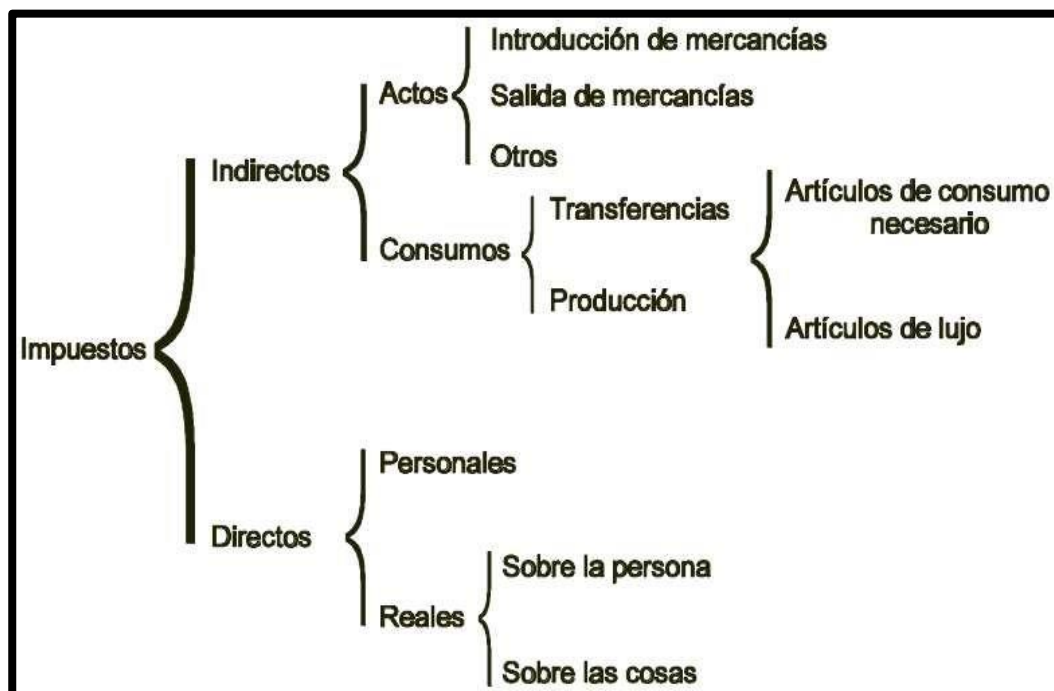 Impuestos
Indirectos
Actos
Introducción de mercancías
Salida de mercancías
Otros
Consumos
Transferencias
Producción
Artículos de consumo
necesario
Artículos de lujo
Directos
Personales
Reales
Sobre la persona
Sobre las cosas